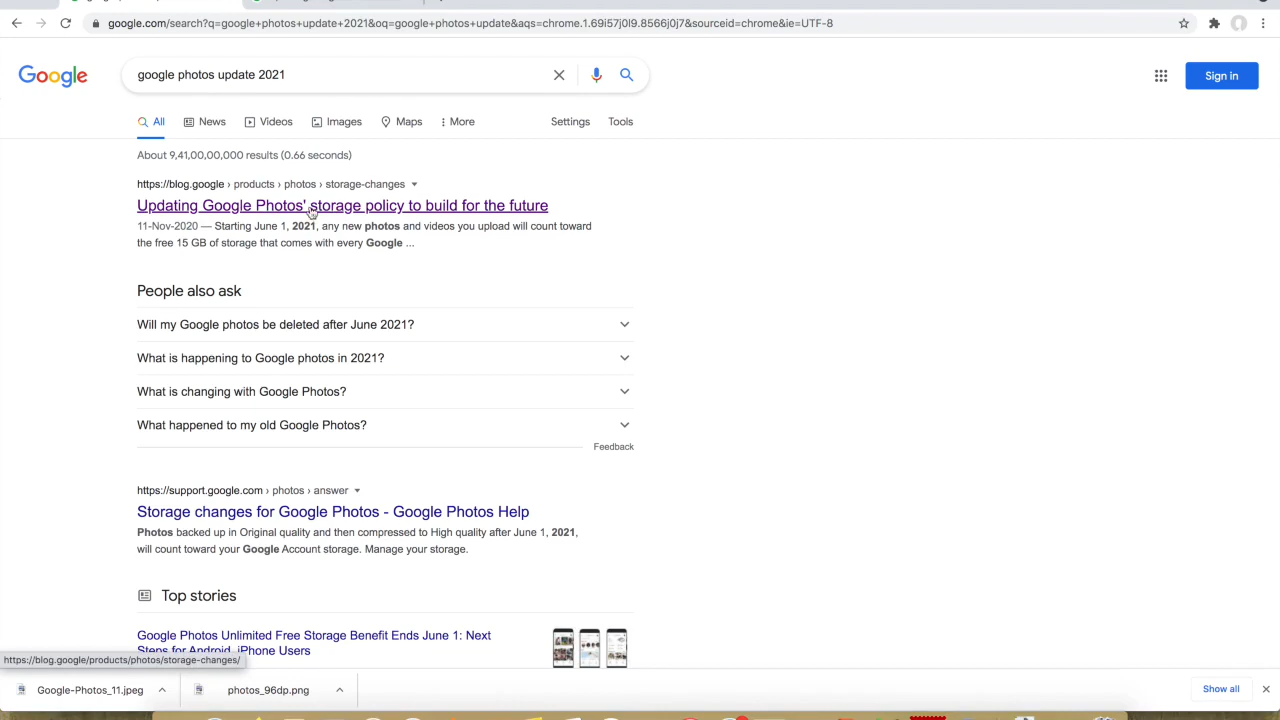 google.com/search?q=google+photos+update+2021&oq=google+photos+update&aqs=chrome.1.69i57j0l9.8566j0j7&sourceid=chrome&ie=UTF-8
Google
google photos update 2021
Sign in
All
News
Videos
Images
Maps
More
Settings
Tools
About 9,41,00,00,000 results (0.66 seconds)
https://blog.google › products › photos › storage-changes
Updating Google Photos' storage policy to build for the future
11-Nov-2020 — Starting June 1, 2021, any new photos and videos you upload will count toward
the free 15 GB of storage that comes with every Google ...
People also ask
Will my Google photos be deleted after June 2021?
What is happening to Google photos in 2021?
What is changing with Google Photos?
What happened to my old Google Photos?
Feedback
https://support.google.com › photos › answer
Storage changes for Google Photos - Google Photos Help
Photos backed up in Original quality and then compressed to High quality after June 1, 2021,
will count toward your Google Account storage. Manage your storage.
Top stories
Google Photos Unlimited Free Storage Benefit Ends June 1: Next
Steps for Android, iPhone Users
https://blog.google/products/photos/storage-changes/
Google-Photos_11.jpeg
photos_96dp.png
Show all